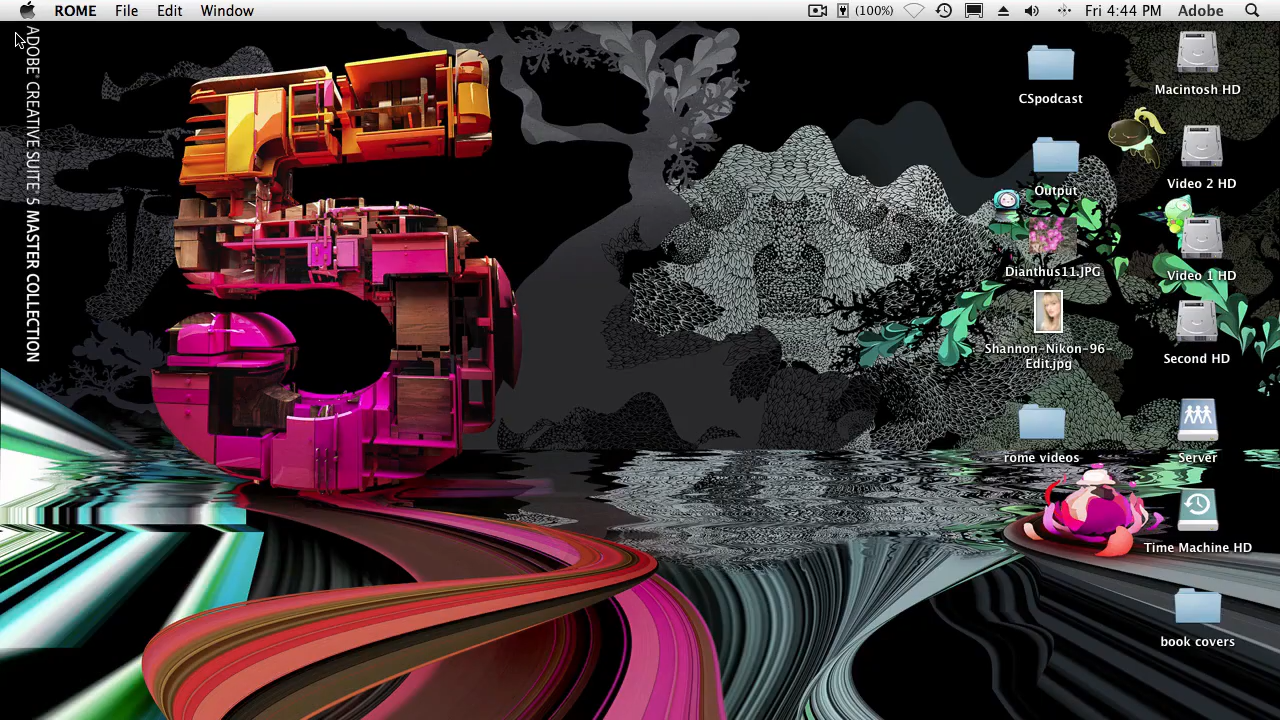 ROME File Edit Window (100%) Fri 4:44 PM Adobe
ADOBE® CREATIVE SUITE® 5 MASTER COLLECTION
CSpodcast
Macintosh HD
Output
Video 2 HD
Dianthus11.JPG
Video 1 HD
Shannon-Nikon-96-
Edit.jpg
Second HD
rome videos
Server
Time Machine HD
book covers